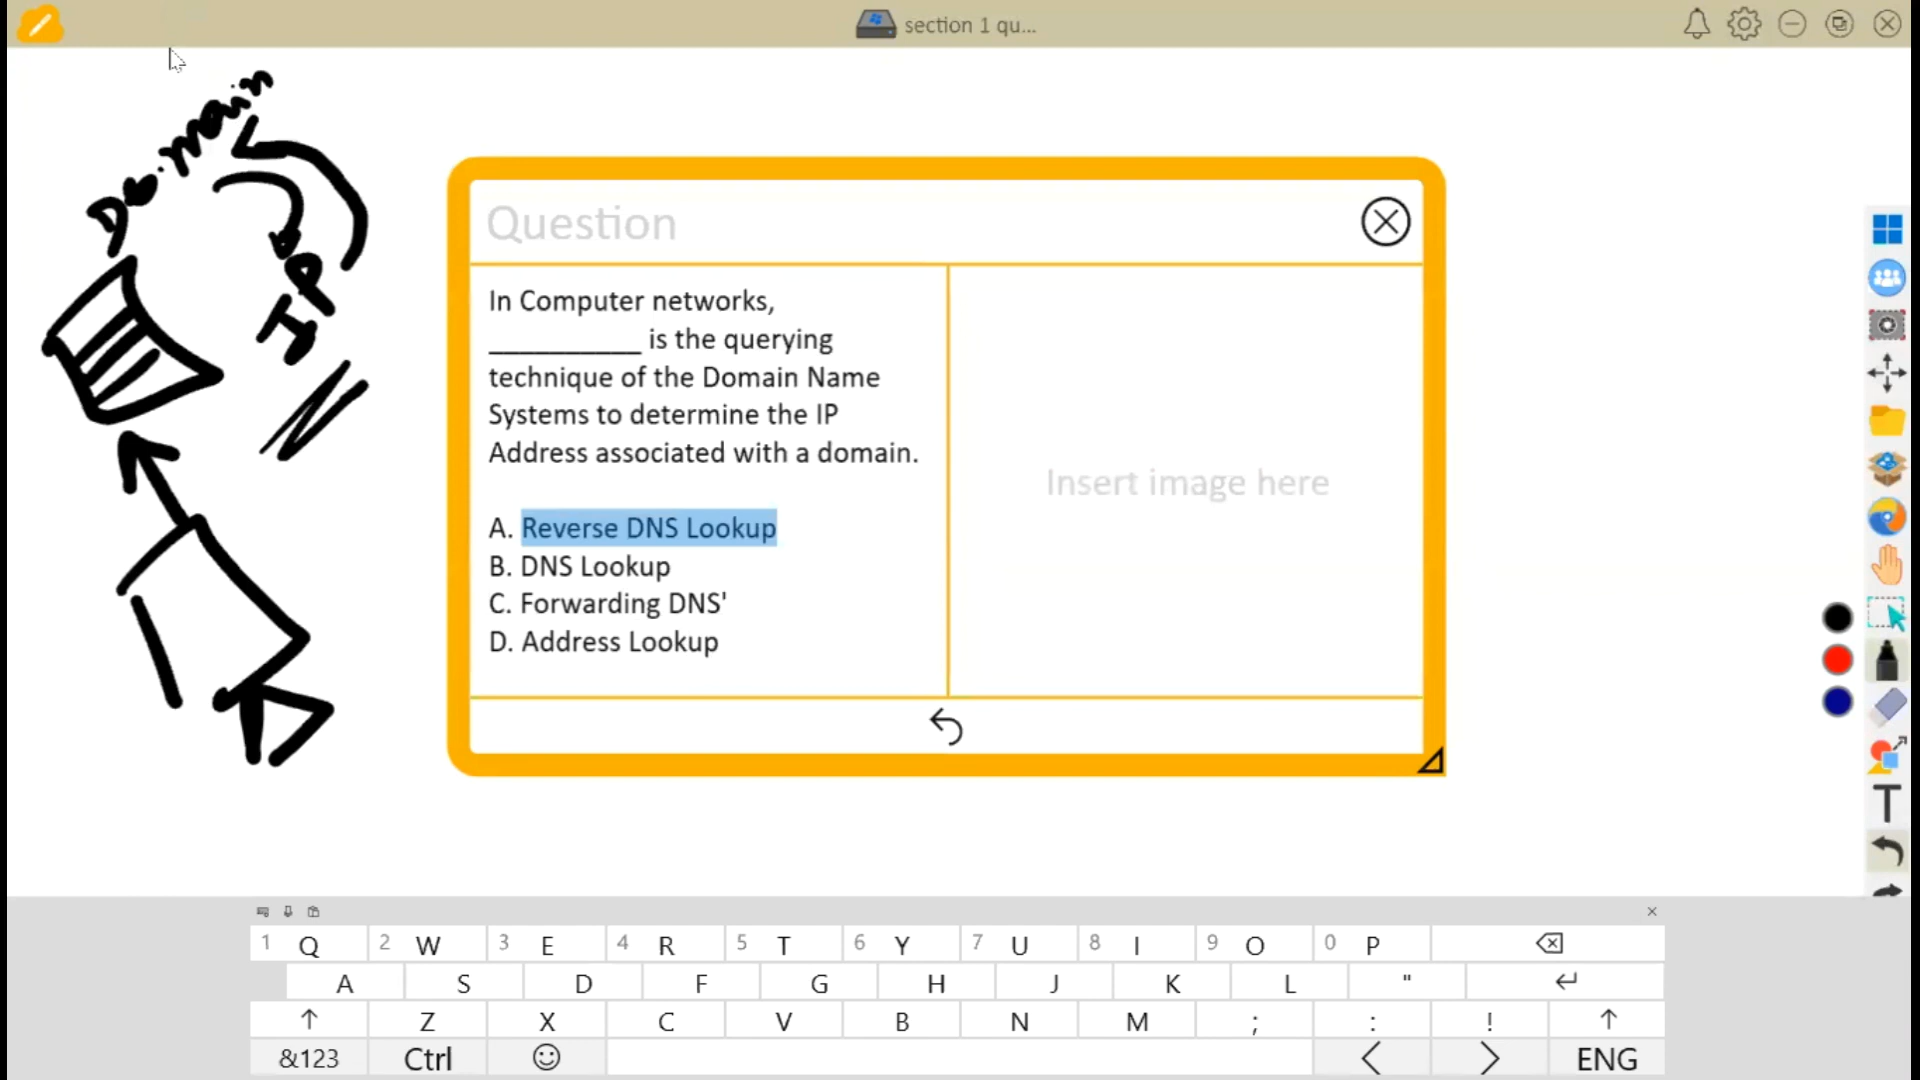 section 1 qu...
Do.main
IP
Question
In Computer networks,
__________ is the querying
technique of the Domain Name
Systems to determine the IP
Address associated with a domain.
A. Reverse DNS Lookup
B. DNS Lookup
C. Forwarding DNS'
D. Address Lookup
Insert image here
T
1 Q 2 W 3 E 4 R 5 T 6 Y 7 U 8 I 9 O 0 P
A S D F G H J K L "
Z X C V B N M ; : !
&123 Ctrl < > ENG